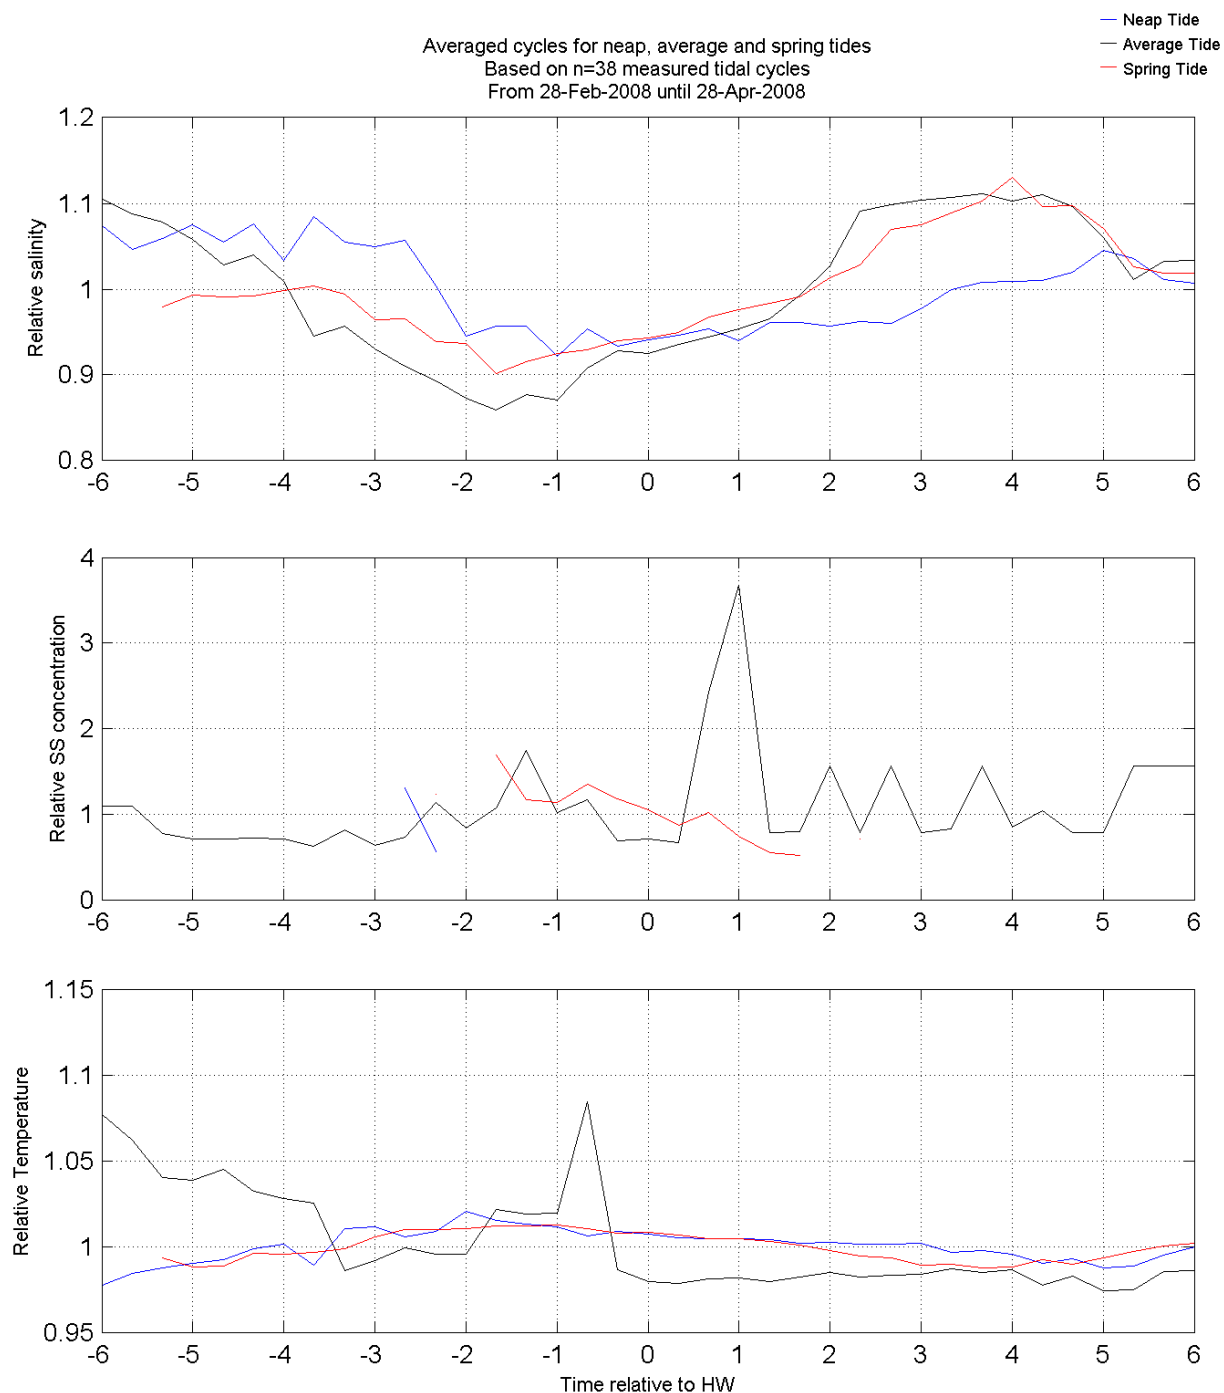 Neap Tide
Average Tide
Spring Tide
Averaged cycles for neap, average and spring tides
Based on n=38 measured tidal cycles
From 28-Feb-2008 until 28-Apr-2008
1.2
1.1
1
0.9
0.8
Relative salinity
-6 -5 -4 -3 -2 -1 0 1 2 3 4 5 6
4
3
2
1
0
Relative SS concentration
-6 -5 -4 -3 -2 -1 0 1 2 3 4 5 6
1.15
1.1
1.05
1
0.95
Relative Temperature
-6 -5 -4 -3 -2 -1 0 1 2 3 4 5 6
Time relative to HW